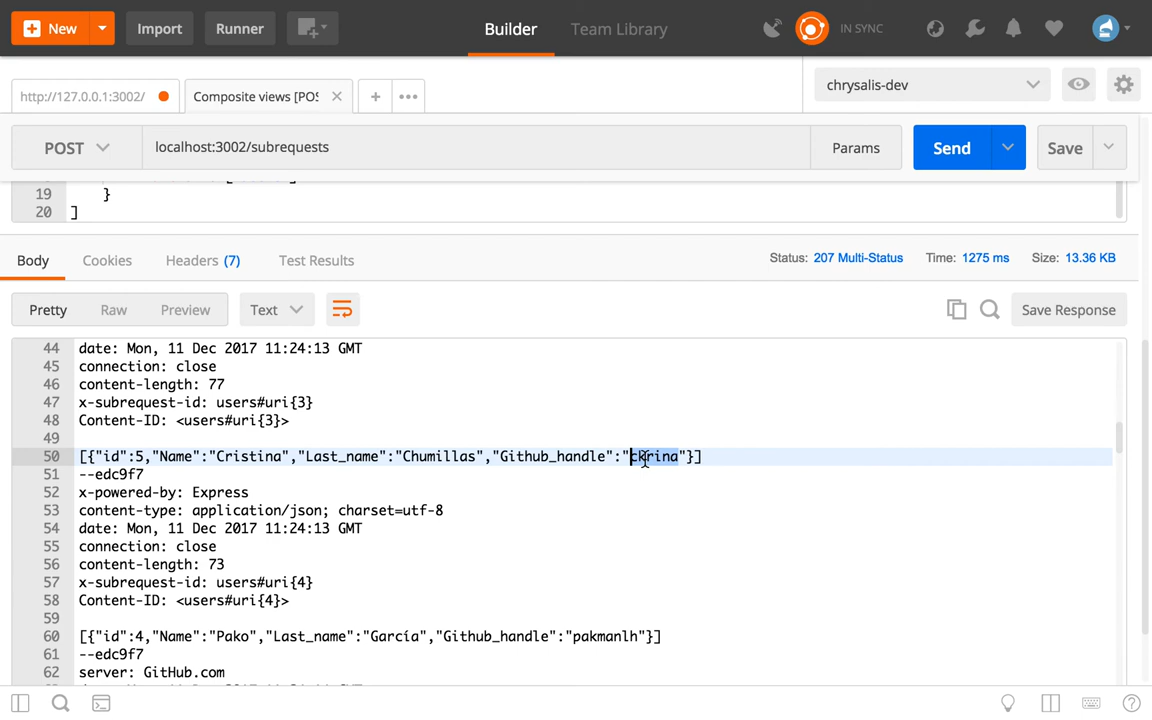 New
Import
Runner
Builder
Team Library
IN SYNC
http://127.0.0.1:3002/
Composite views [POS
chrysalis-dev
POST
localhost:3002/subrequests
Params
Send
Save
19 }
20 ]
Body
Cookies
Headers (7)
Test Results
Status: 207 Multi-Status
Time: 1275 ms
Size: 13.36 KB
Pretty
Raw
Preview
Text
Save Response
44 date: Mon, 11 Dec 2017 11:24:13 GMT
45 connection: close
46 content-length: 77
47 x-subrequest-id: users#uri{3}
48 Content-ID: <users#uri{3}>
49
50 [{"id":5,"Name":"Cristina","Last_name":"Chumillas","Github_handle":"ckrina"}]
51 --edc9f7
52 x-powered-by: Express
53 content-type: application/json; charset=utf-8
54 date: Mon, 11 Dec 2017 11:24:13 GMT
55 connection: close
56 content-length: 73
57 x-subrequest-id: users#uri{4}
58 Content-ID: <users#uri{4}>
59
60 [{"id":4,"Name":"Pako","Last_name":"García","Github_handle":"pakmanlh"}]
61 --edc9f7
62 server: GitHub.com